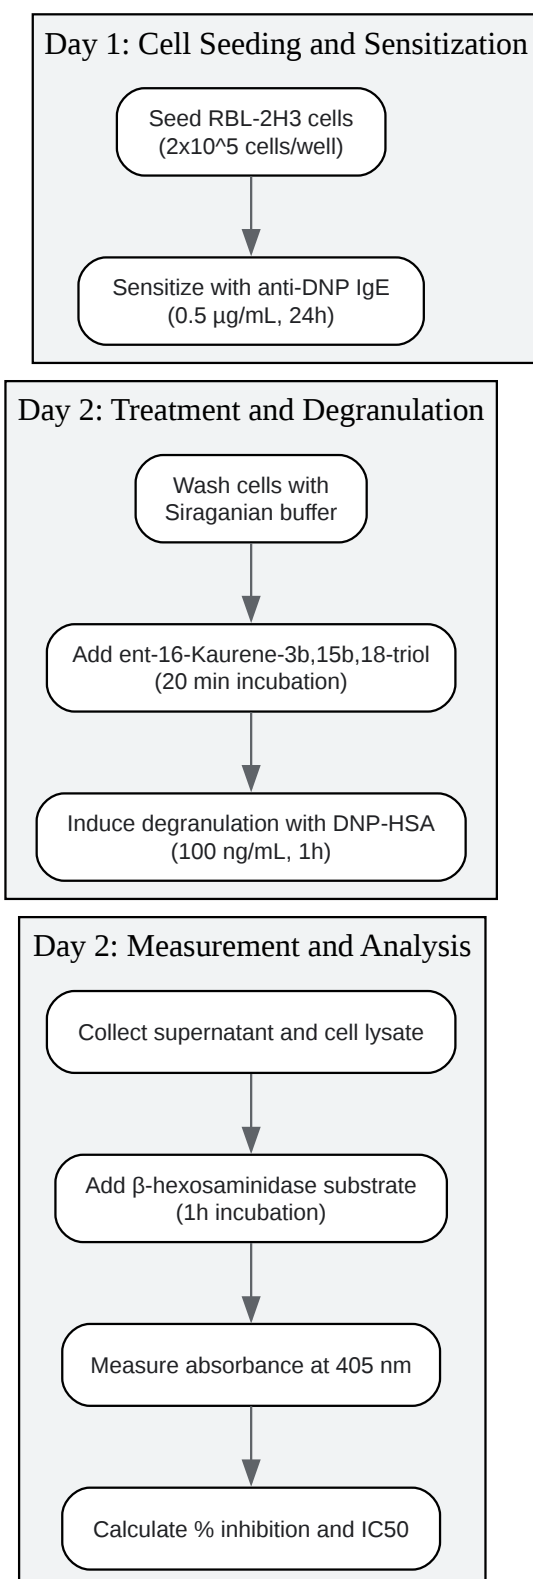 Day 1: Cell Seeding and Sensitization
Seed RBL-2H3 cells
(2x10^5 cells/well)
Sensitize with anti-DNP IgE
(0.5 µg/mL, 24h)
Day 2: Treatment and Degranulation
Wash cells with
Siraganian buffer
Add ent-16-Kaurene-3b,15b,18-triol
(20 min incubation)
Induce degranulation with DNP-HSA
(100 ng/mL, 1h)
Day 2: Measurement and Analysis
Collect supernatant and cell lysate
Add β-hexosaminidase substrate
(1h incubation)
Measure absorbance at 405 nm
Calculate % inhibition and IC50